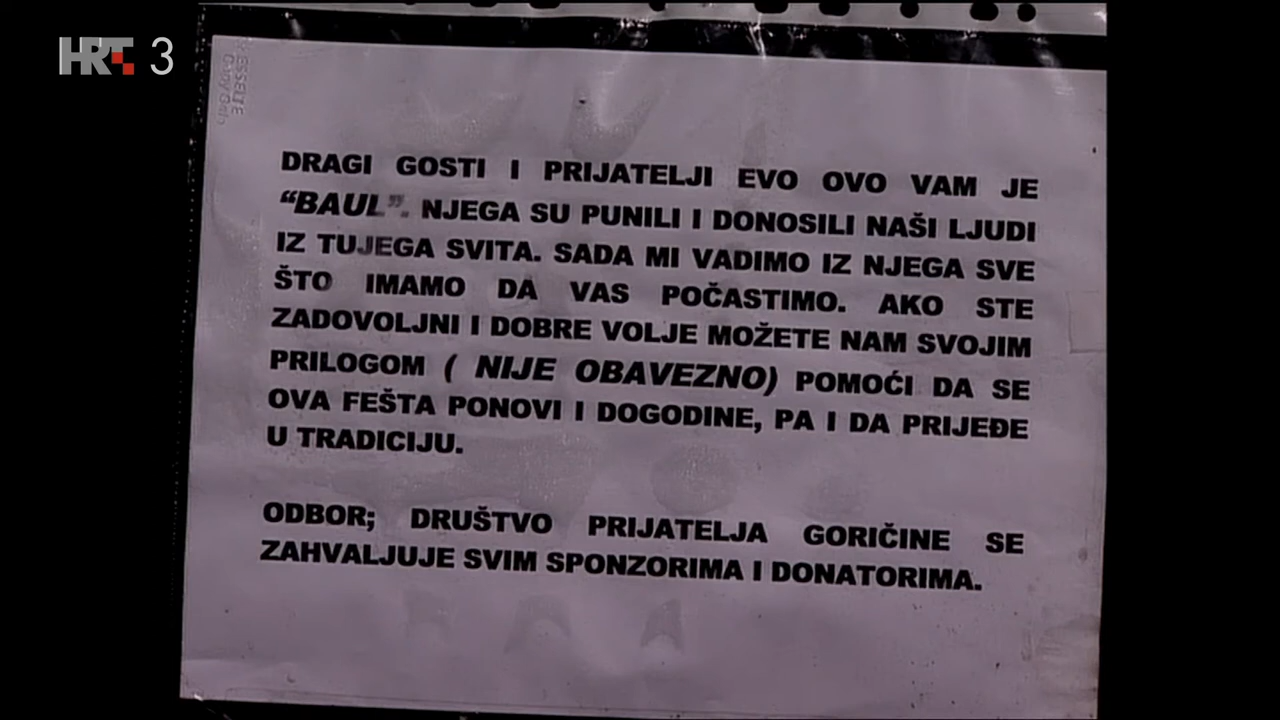 HRT 3
ESSELTE
DRAGI GOSTI I PRIJATELJI EVO OVO VAM JE
“BAUL”. NJEGA SU PUNILI I DONOSILI NAŠI LJUDI
IZ TUJEGA SVITA. SADA MI VADIMO IZ NJEGA SVE
ŠTO IMAMO DA VAS POČASTIMO. AKO STE
ZADOVOLJNI I DOBRE VOLJE MOŽETE NAM SVOJIM
PRILOGOM ( NIJE OBAVEZNO) POMOĆI DA SE
OVA FEŠTA PONOVI I DOGODINE, PA I DA PRIJEĐE
U TRADICIJU.
ODBOR; DRUŠTVO PRIJATELJA GORIČINE SE
ZAHVALJUJE SVIM SPONZORIMA I DONATORIMA.